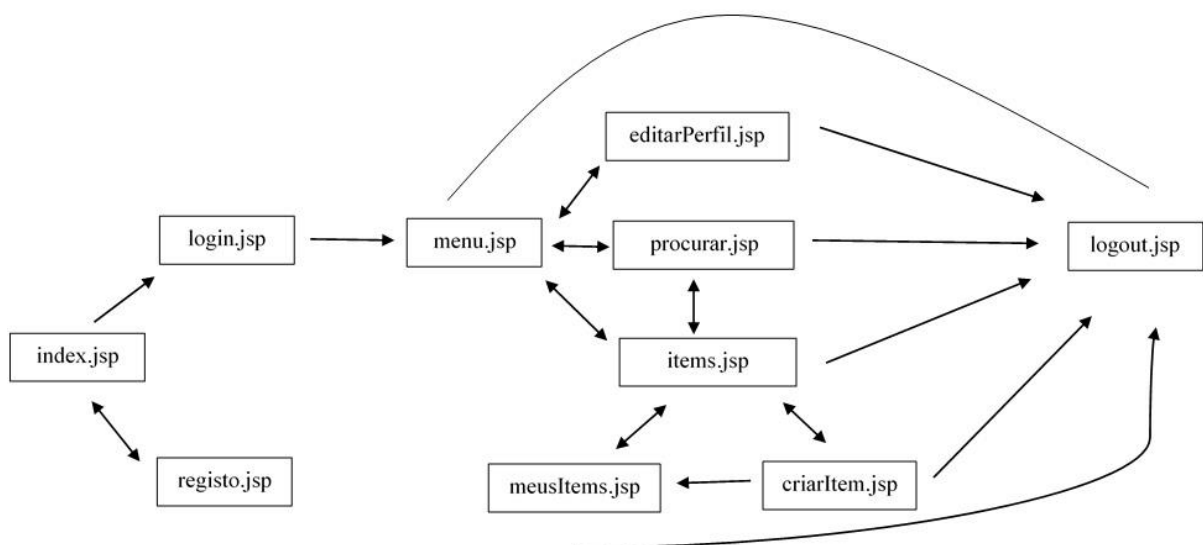 editarPerfil.jsp
login.jsp
menu.jsp
procurar.jsp
logout.jsp
index.jsp
items.jsp
registo.jsp
meusItems.jsp
criarItem.jsp